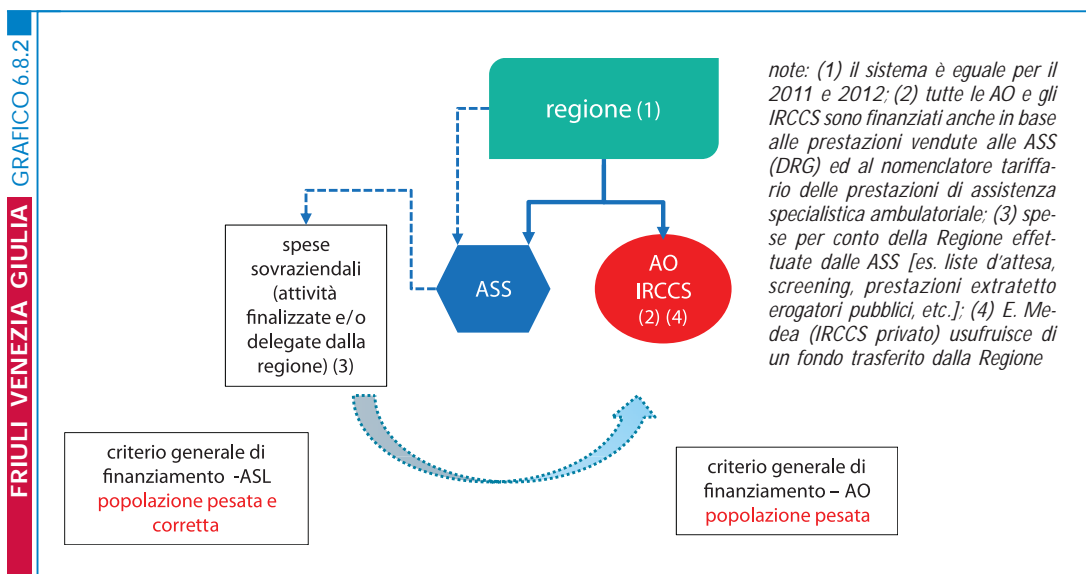 FRIULI VENEZIA GIULIA GRAFICO 6.8.2
regione (1)
note: (1) il sistema è eguale per il
2011 e 2012; (2) tutte le AO e gli
IRCCS sono finanziati anche in base
alle prestazioni vendute alle ASS
(DRG) ed al nomenclatore tariffa-
rio delle prestazioni di assistenza
specialistica ambulatoriale; (3) spe-
se per conto della Regione effet-
tuate dalle ASS [es. liste d'attesa,
screening, prestazioni extratetto
erogatori pubblici, etc.]; (4) E. Me-
dea (IRCCS privato) usufruisce di
un fondo trasferito dalla Regione
spese
sovraziendali
(attività
finalizzate e/o
delegate dalla
regione) (3)
ASS
AO
IRCCS
(2) (4)
criterio generale di
finanziamento -ASL
popolazione pesata e
corretta
criterio generale di
finanziamento – AO
popolazione pesata